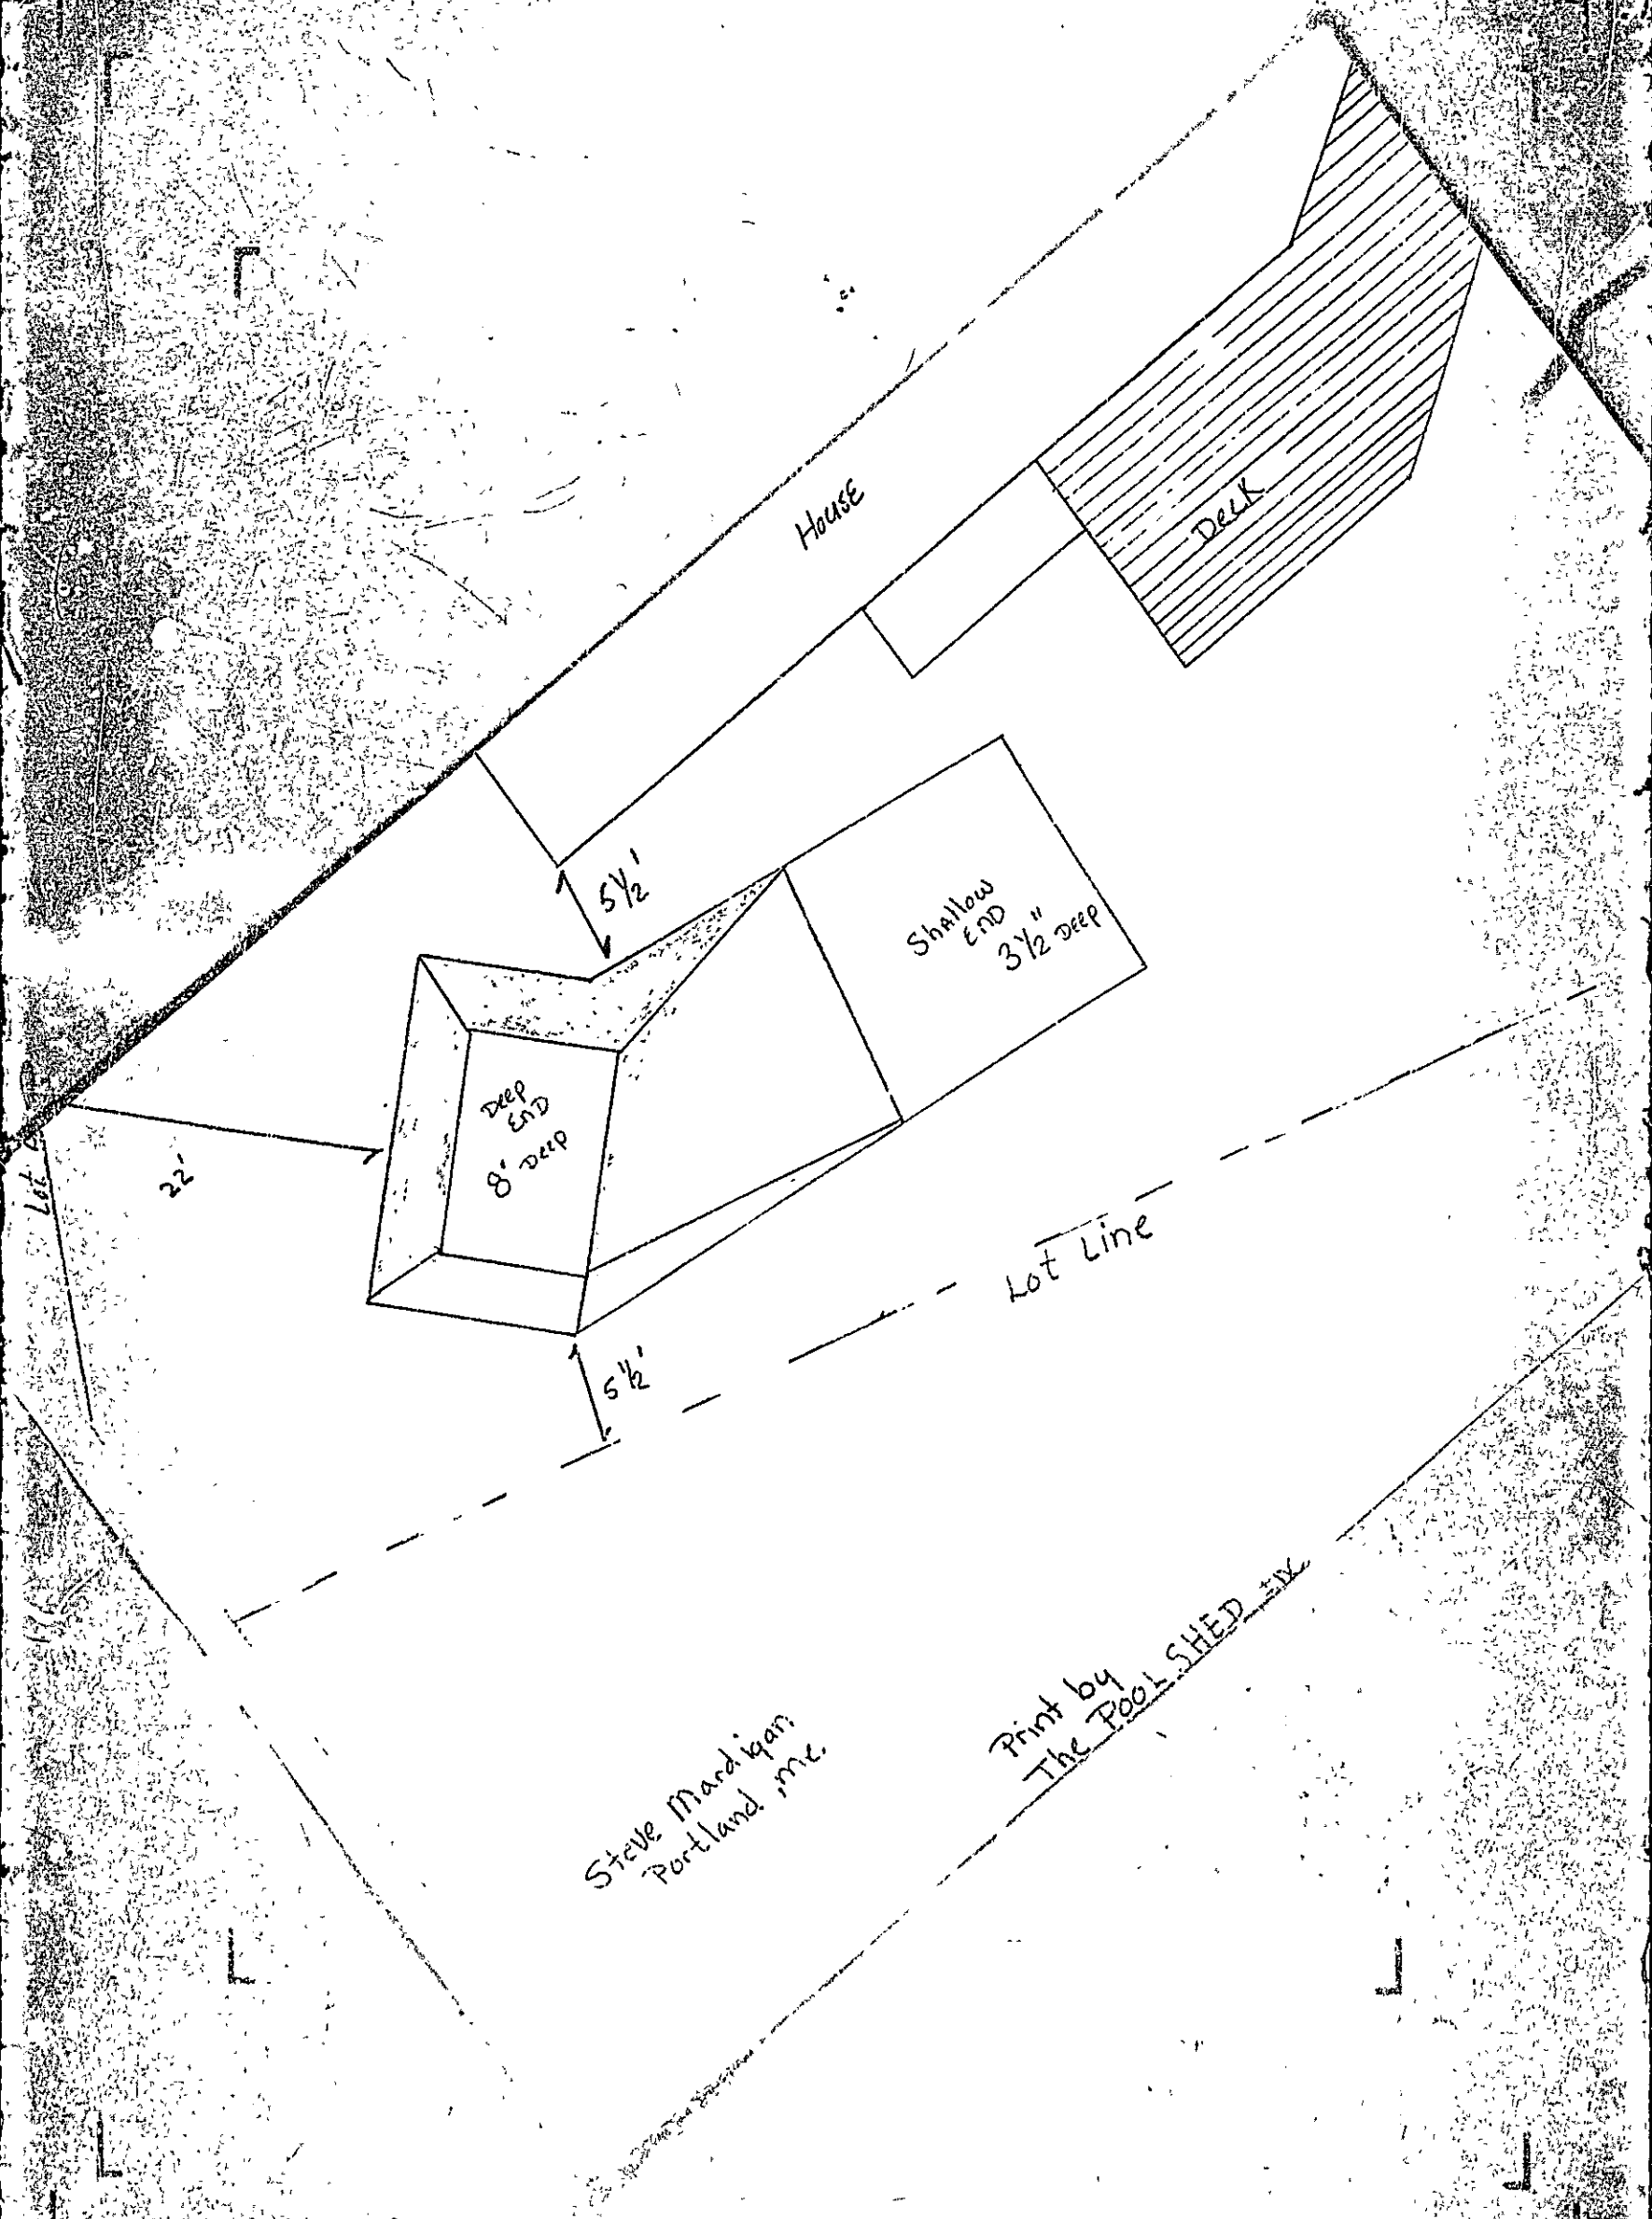 House
Deck
5½'
Shallow
End
3½" Deep
Deep
End
8' Deep
22'
Lot
Lot Line
5½'
Steve Mardigan
Portland, Me.
Print by
The Pool SHED